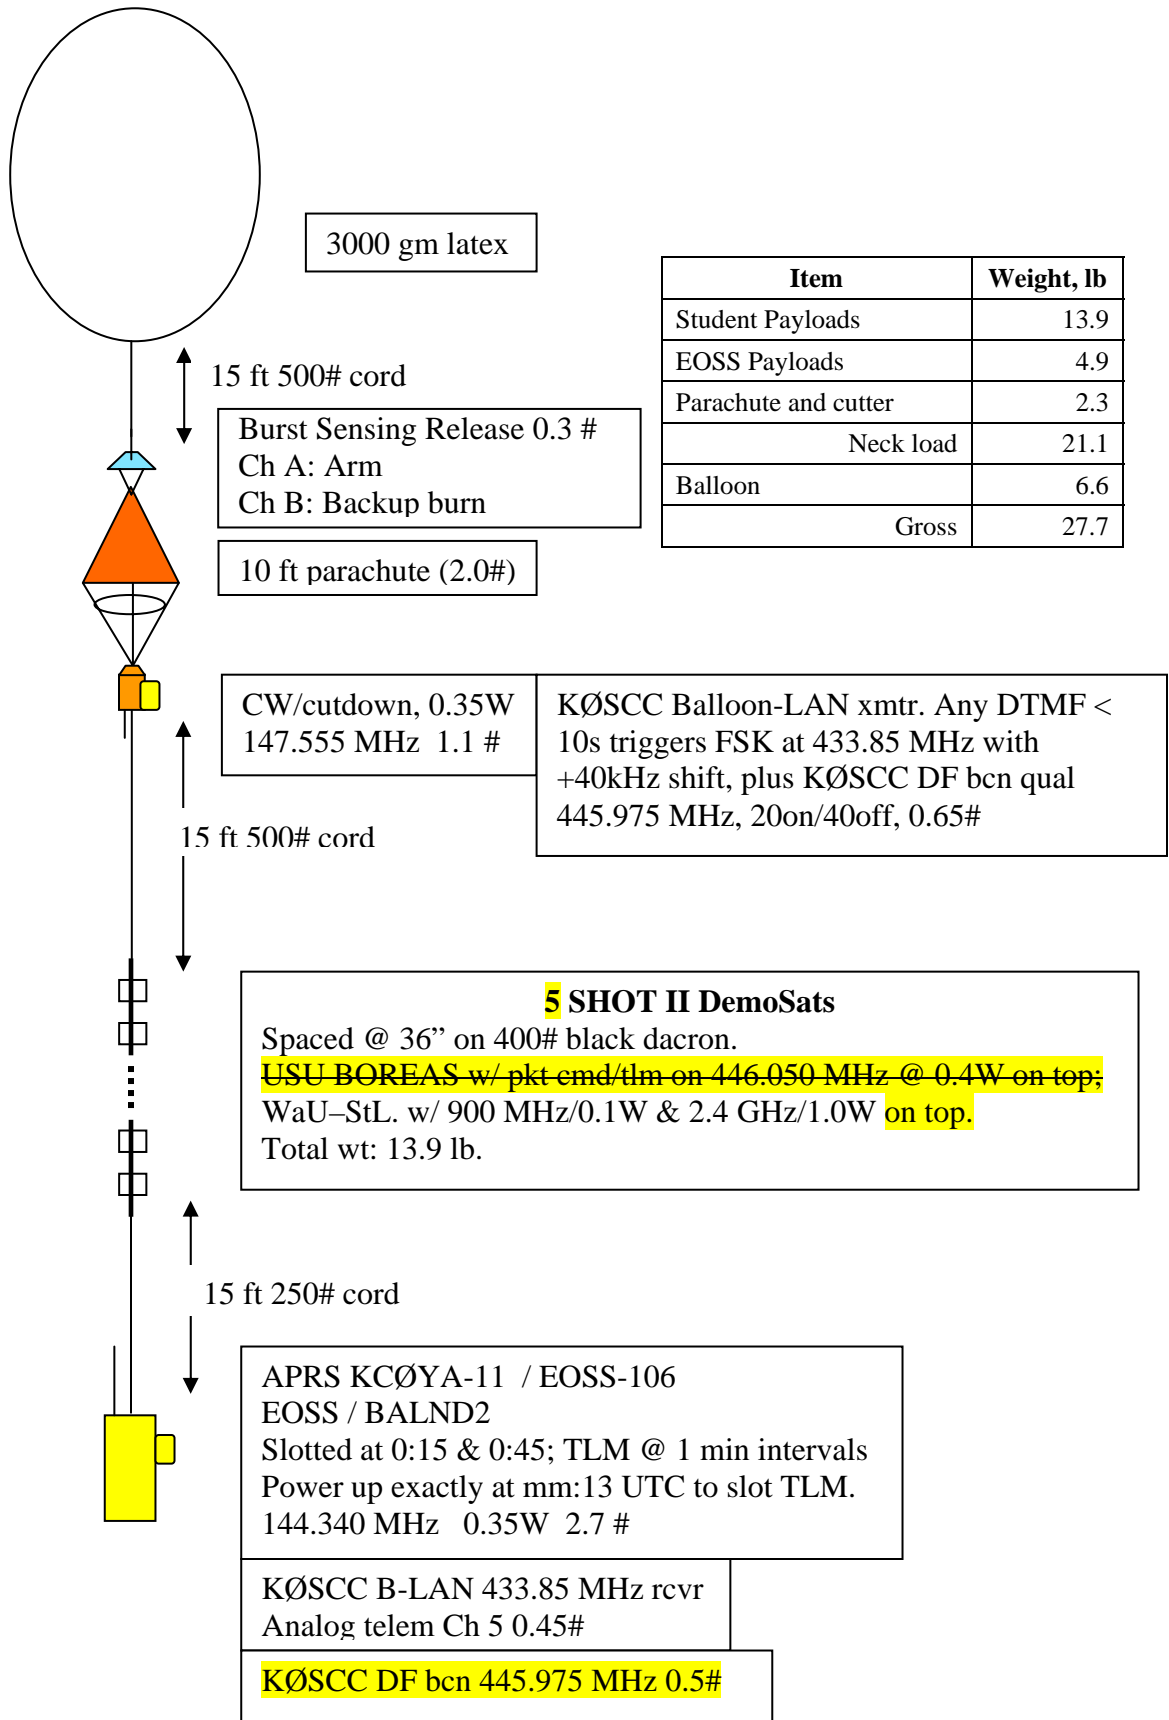 3000 gm latex
Item Weight, lb
Student Payloads 13.9
EOSS Payloads 4.9
Parachute and cutter 2.3
Neck load 21.1
Balloon 6.6
Gross 27.7
15 ft 500# cord
Burst Sensing Release 0.3 #
Ch A: Arm
Ch B: Backup burn
10 ft parachute (2.0#)
CW/cutdown, 0.35W
147.555 MHz 1.1 #
KØSCC Balloon-LAN xmtr. Any DTMF <
10s triggers FSK at 433.85 MHz with
+40kHz shift, plus KØSCC DF bcn qual
445.975 MHz, 20on/40off, 0.65#
15 ft 500# cord
5 SHOT II DemoSats
Spaced @ 36” on 400# black dacron.
USU BOREAS w/ pkt cmd/tlm on 446.050 MHz @ 0.4W on top;
WaU–StL. w/ 900 MHz/0.1W & 2.4 GHz/1.0W on top.
Total wt: 13.9 lb.
15 ft 250# cord
APRS KCØYA-11 / EOSS-106
EOSS / BALND2
Slotted at 0:15 & 0:45; TLM @ 1 min intervals
Power up exactly at mm:13 UTC to slot TLM.
144.340 MHz 0.35W 2.7 #
KØSCC B-LAN 433.85 MHz rcvr
Analog telem Ch 5 0.45#
KØSCC DF bcn 445.975 MHz 0.5#